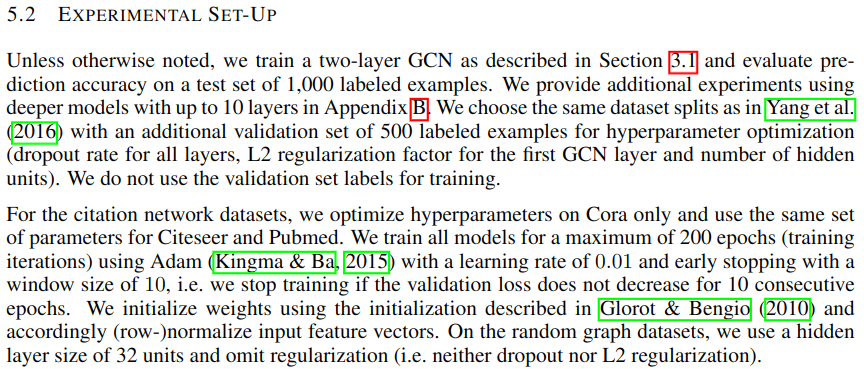 5.2 EXPERIMENTAL SET-UP
Unless otherwise noted, we train a two-layer GCN as described in Section 3.1 and evaluate pre-
diction accuracy on a test set of 1,000 labeled examples. We provide additional experiments using
deeper models with up to 10 layers in Appendix B. We choose the same dataset splits as in Yang et al.
(2016) with an additional validation set of 500 labeled examples for hyperparameter optimization
(dropout rate for all layers, L2 regularization factor for the first GCN layer and number of hidden
units). We do not use the validation set labels for training.
For the citation network datasets, we optimize hyperparameters on Cora only and use the same set
of parameters for Citeseer and Pubmed. We train all models for a maximum of 200 epochs (training
iterations) using Adam (Kingma & Ba, 2015) with a learning rate of 0.01 and early stopping with a
window size of 10, i.e. we stop training if the validation loss does not decrease for 10 consecutive
epochs. We initialize weights using the initialization described in Glorot & Bengio (2010) and
accordingly (row-)normalize input feature vectors. On the random graph datasets, we use a hidden
layer size of 32 units and omit regularization (i.e. neither dropout nor L2 regularization).